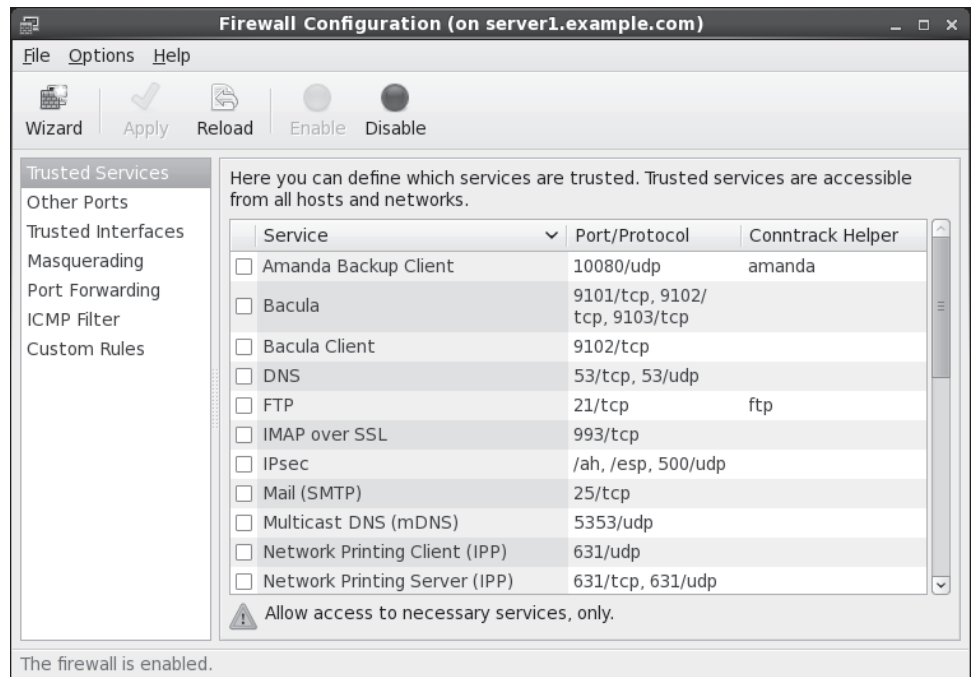 Firewall Configuration (on server1.example.com)
File Options Help
Wizard Apply Reload Enable Disable
Trusted Services
Other Ports
Trusted Interfaces
Masquerading
Port Forwarding
ICMP Filter
Custom Rules
Here you can define which services are trusted. Trusted services are accessible
from all hosts and networks.
Service Port/Protocol Conntrack Helper
Amanda Backup Client 10080/udp amanda
Bacula 9101/tcp, 9102/
tcp, 9103/tcp
Bacula Client 9102/tcp
DNS 53/tcp, 53/udp
FTP 21/tcp ftp
IMAP over SSL 993/tcp
IPsec /ah, /esp, 500/udp
Mail (SMTP) 25/tcp
Multicast DNS (mDNS) 5353/udp
Network Printing Client (IPP) 631/udp
Network Printing Server (IPP) 631/tcp, 631/udp
Allow access to necessary services, only.
The firewall is enabled.